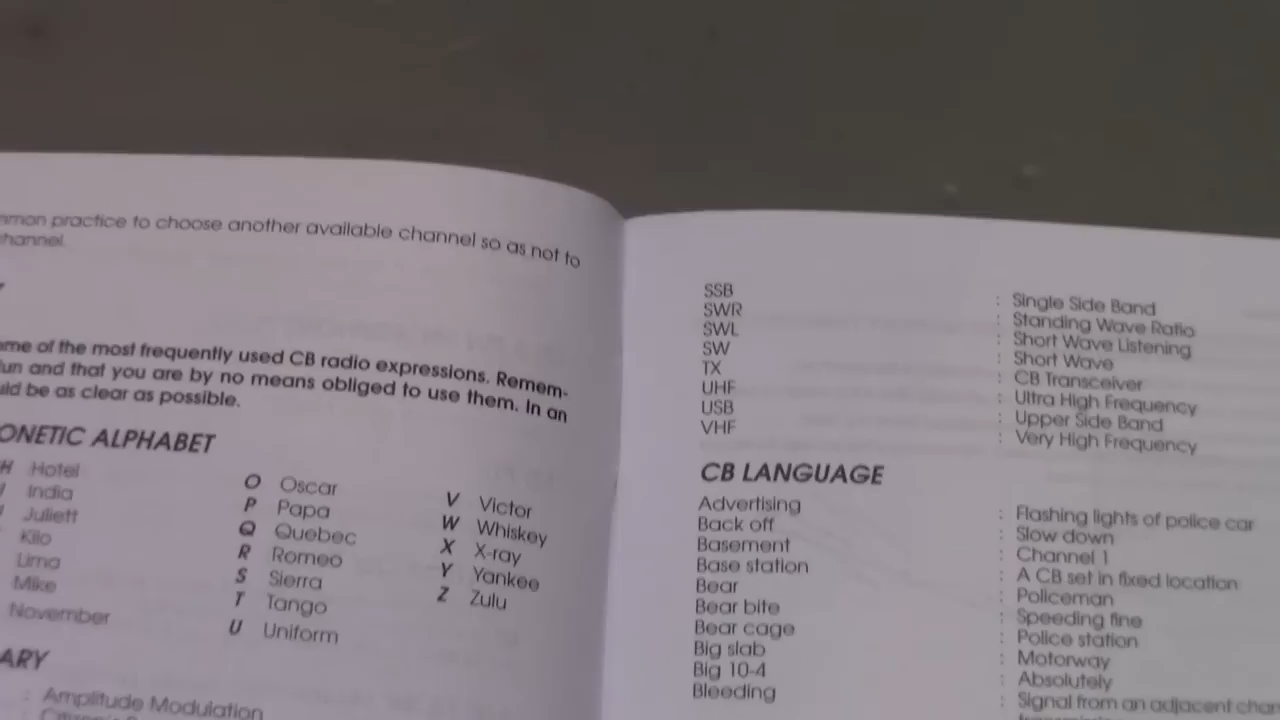 mmon practice to choose another available channel so as not to
channel.
ome of the most frequently used CB radio expressions. Remem-
fun and that you are by no means obliged to use them. In an
uld be as clear as possible.
ONETIC ALPHABET
H Hotel
India
Juliett
Kilo
Lima
Mike
November
O Oscar
P Papa
Q Quebec
R Romeo
S Sierra
T Tango
U Uniform
V Victor
W Whiskey
X X-ray
Y Yankee
Z Zulu
ARY
: Amplitude Modulation
SSB : Single Side Band
SWR : Standing Wave Ratio
SWL : Short Wave Listening
SW : Short Wave
TX : CB Transceiver
UHF : Ultra High Frequency
USB : Upper Side Band
VHF : Very High Frequency
CB LANGUAGE
Advertising : Flashing lights of police car
Back off : Slow down
Basement : Channel 1
Base station : A CB set in fixed location
Bear : Policeman
Bear bite : Speeding fine
Bear cage : Police station
Big slab : Motorway
Big 10-4 : Absolutely
Bleeding : Signal from an adjacent chan